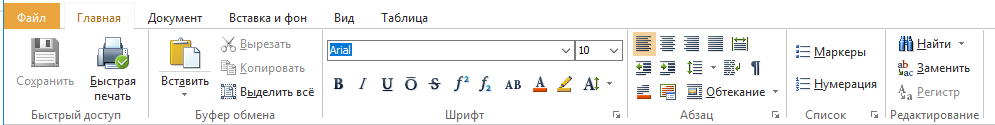 Файл Главная Документ Вставка и фон Вид Таблица
Сохранить
Быстрая печать
Быстрый доступ
Вставить
Вырезать
Копировать
Выделить всё
Буфер обмена
Arial 10
B I U O S f² f₂ AB A A
Шрифт
Обтекание
Абзац
Маркеры
Нумерация
Список
Найти
Заменить
Регистр
Редактирование